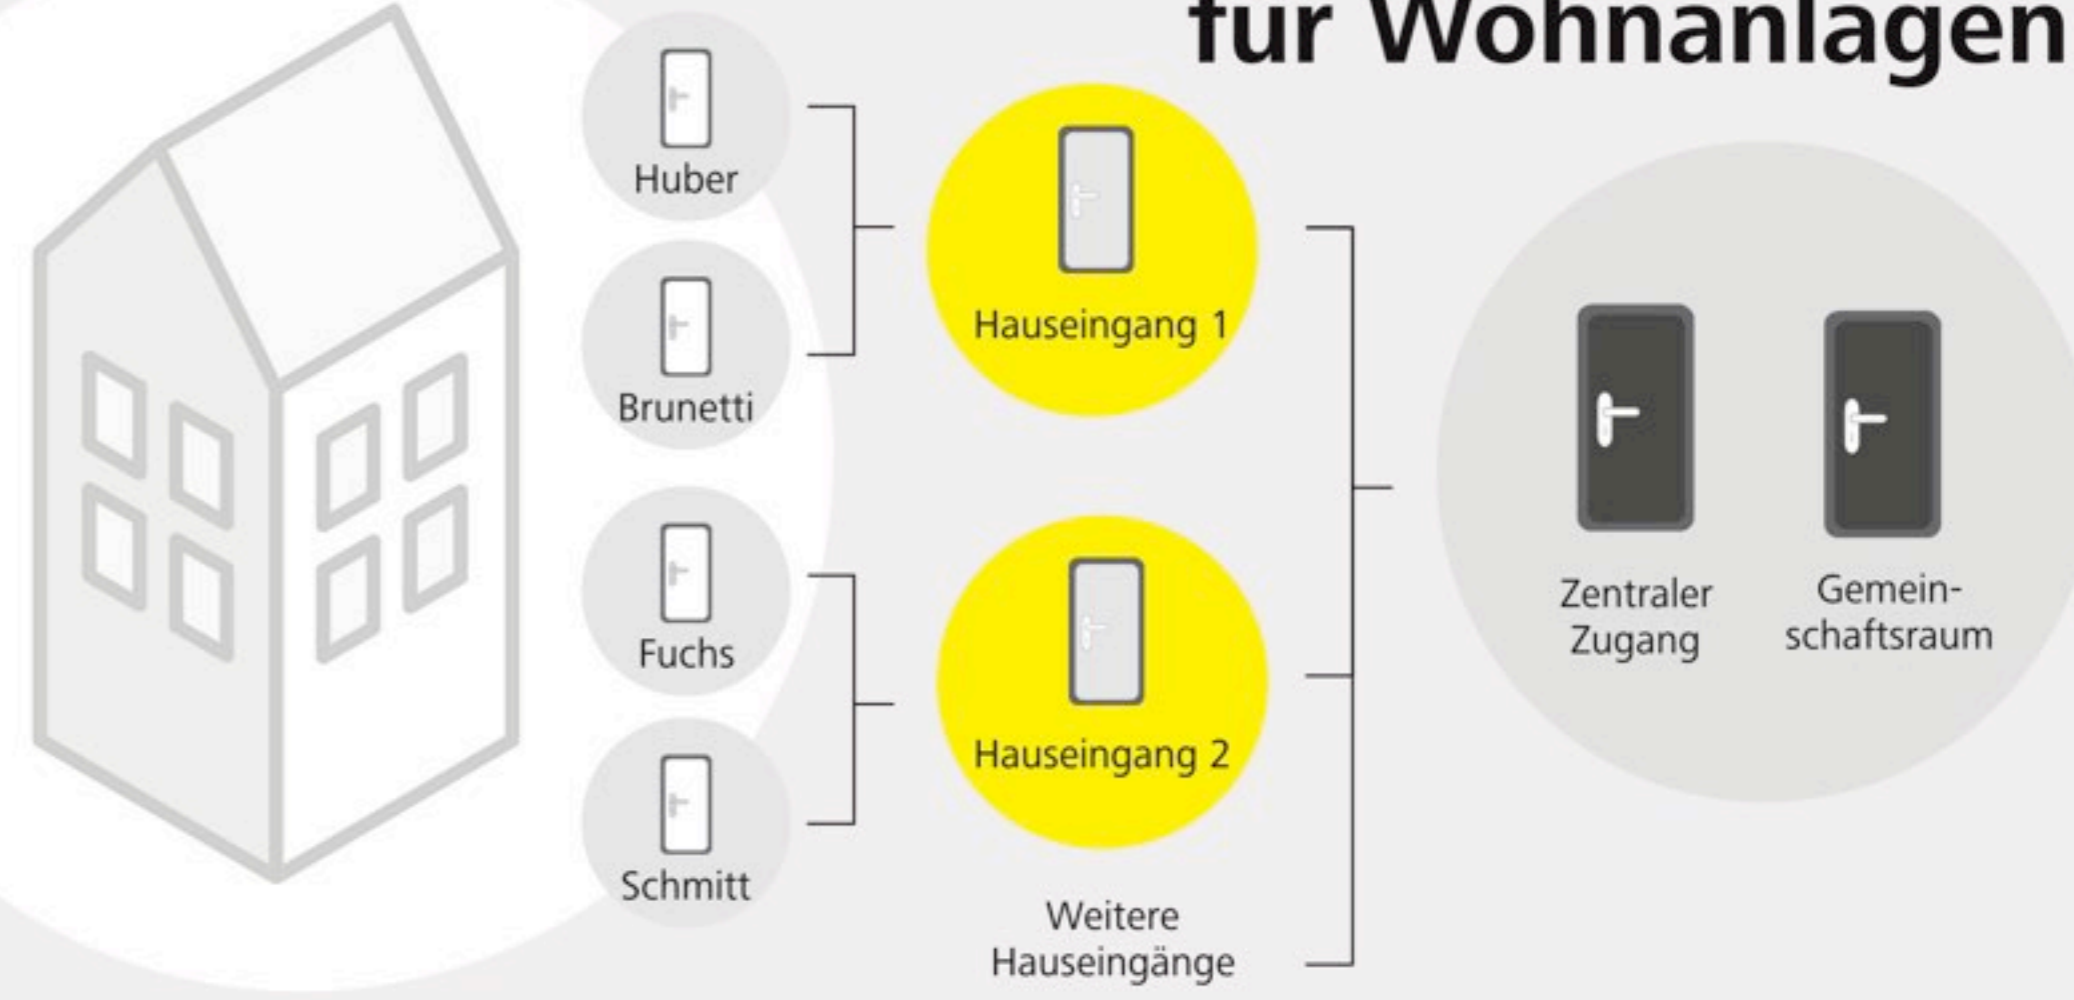 für Wohnanlagen
Huber
Brunetti
Fuchs
Schmitt
Hauseingang 1
Hauseingang 2
Weitere
Hauseingänge
Zentraler
Zugang
Gemein-
schaftsraum